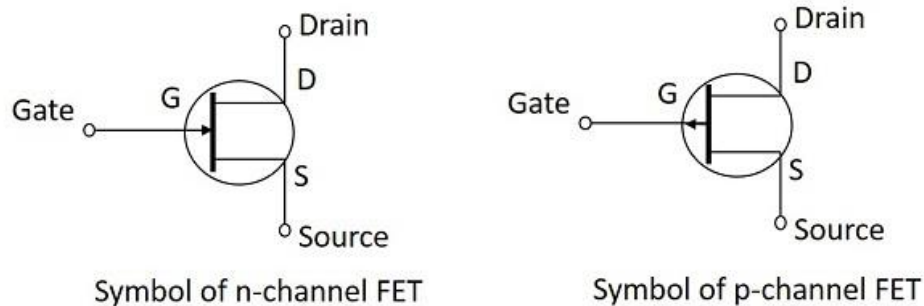 Drain
D
G
Gate
S
Source
Symbol of n-channel FET
Drain
D
G
Gate
S
Source
Symbol of p-channel FET